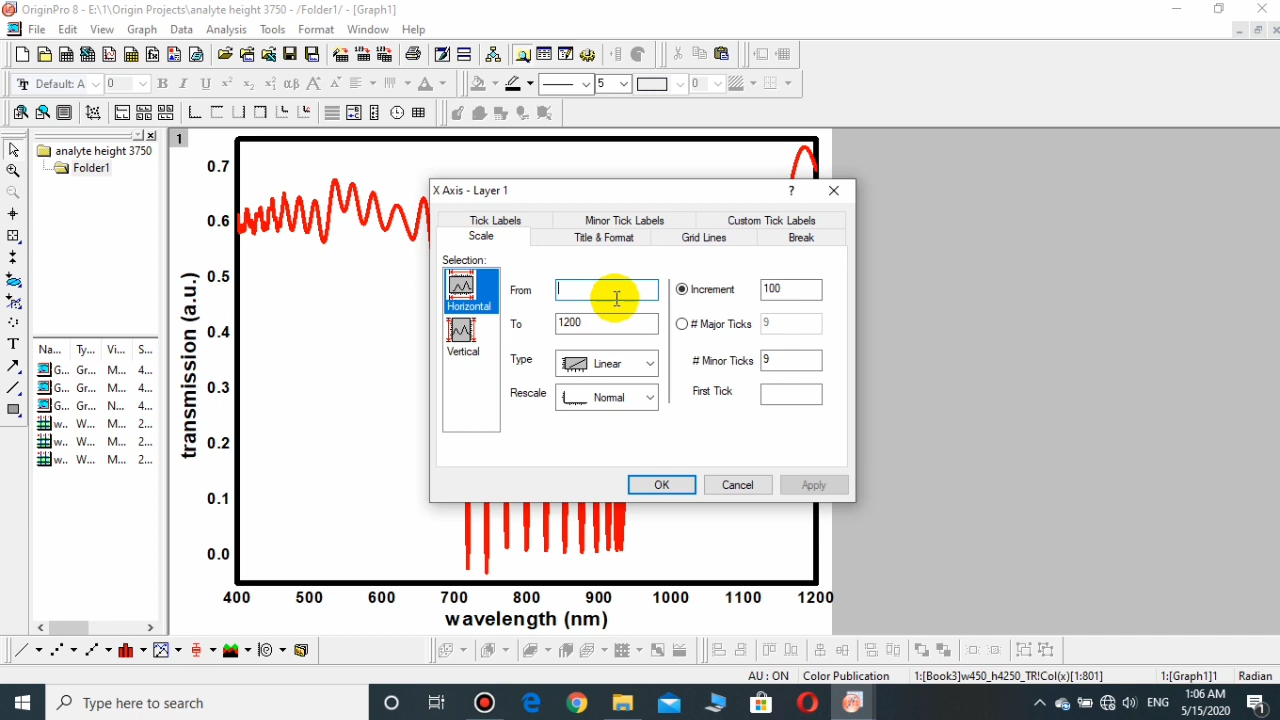 OriginPro 8 - E:\1\Origin Projects\analyte height 3750 - /Folder1/ - [Graph1]
File Edit View Graph Data Analysis Tools Format Window Help
Default: A 0 B I U x² x₂ αβ A A A 5 0
analyte height 3750
Folder1
Na... Ty... Vi... S...
G... Gr... M... 4...
G... Gr... M... 4...
G... Gr... N... 4...
w.. W... M... 2...
w.. W... M... 2...
w.. W... M... 2...
1
0.7
0.6
0.5
0.4
0.3
0.2
0.1
0.0
transmission (a.u.)
400 500 600 700 800 900 1000 1100 1200
wavelength (nm)
X Axis - Layer 1 ?
Tick Labels Minor Tick Labels Custom Tick Labels
Scale Title & Format Grid Lines Break
Selection:
Horizontal
Vertical
From
To 1200
Type Linear
Rescale Normal
Increment 100
# Major Ticks 9
# Minor Ticks 9
First Tick
OK Cancel Apply
AU : ON Color Publication 1:[Book3]w450_h4250_TR!Col(x)[1:801] 1:[Graph1]1 Radian
Type here to search
ENG
1:06 AM
5/15/2020
1